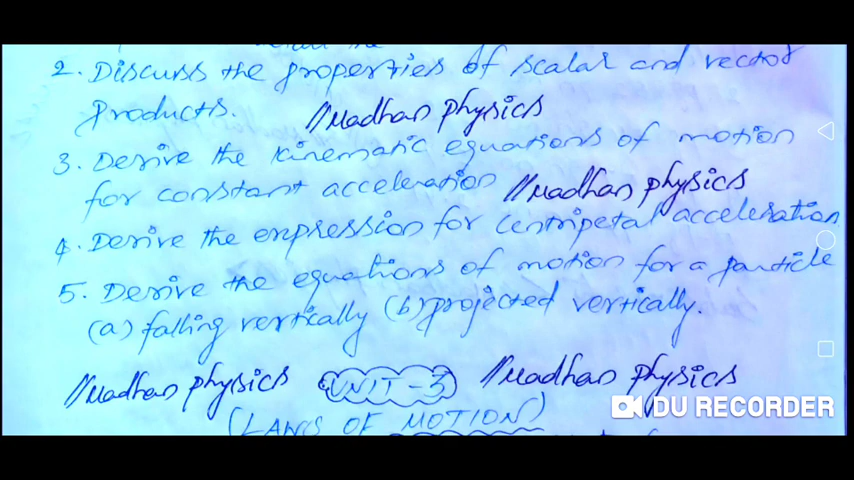 2. Discuss the properties of scalar and vector
products. //Madhan physics
3. Derive the kinematic equations of motion
for constant acceleration //Madhan physics
4. Derive the expression for centripetal acceleration
5. Derive the equations of motion for a particle
(a) falling vertically (b) projected vertically.
//Madhan physics UNIT-3 //Madhan physics
DU RECORDER
(LAWS OF MOTION)